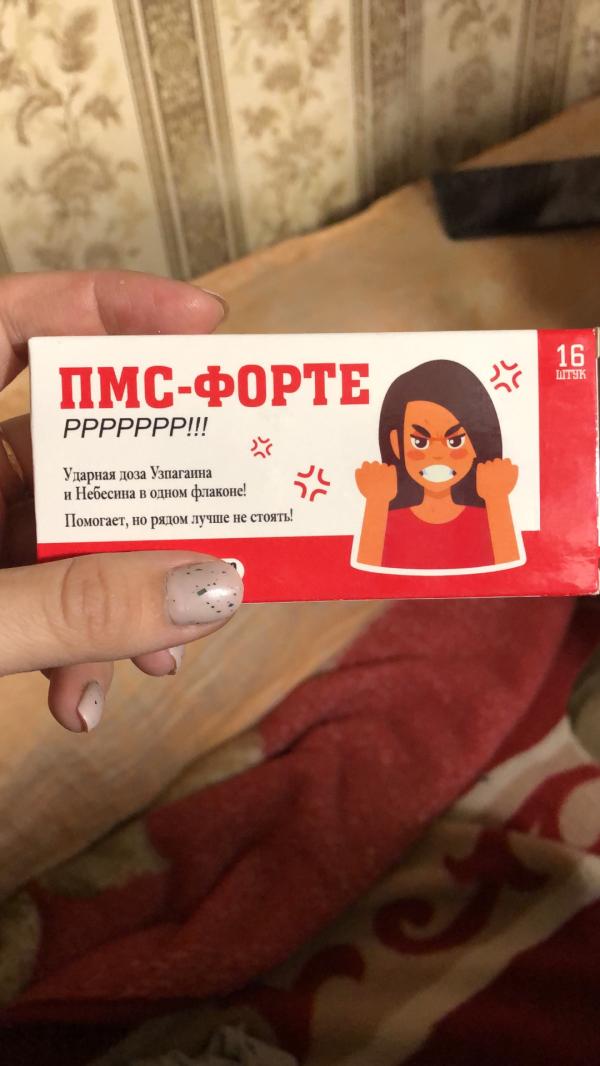 ПМС-ФОРТЕ
РРРРРРР!!!
Ударная доза Узпагаина
и Небесина в одном флаконе!
Помогает, но рядом лучше не стоять!
16
ШТУК